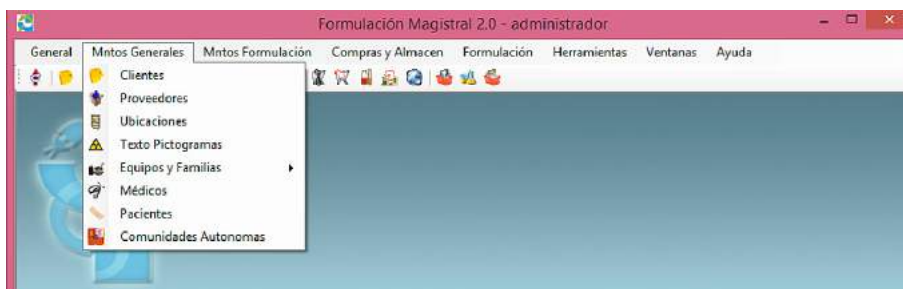 Formulación Magistral 2.0 - administrador
General Mntos Generales Mntos Formulación Compras y Almacen Formulación Herramientas Ventanas Ayuda
Clientes
Proveedores
Ubicaciones
Texto Pictogramas
Equipos y Familias
Médicos
Pacientes
Comunidades Autonomas